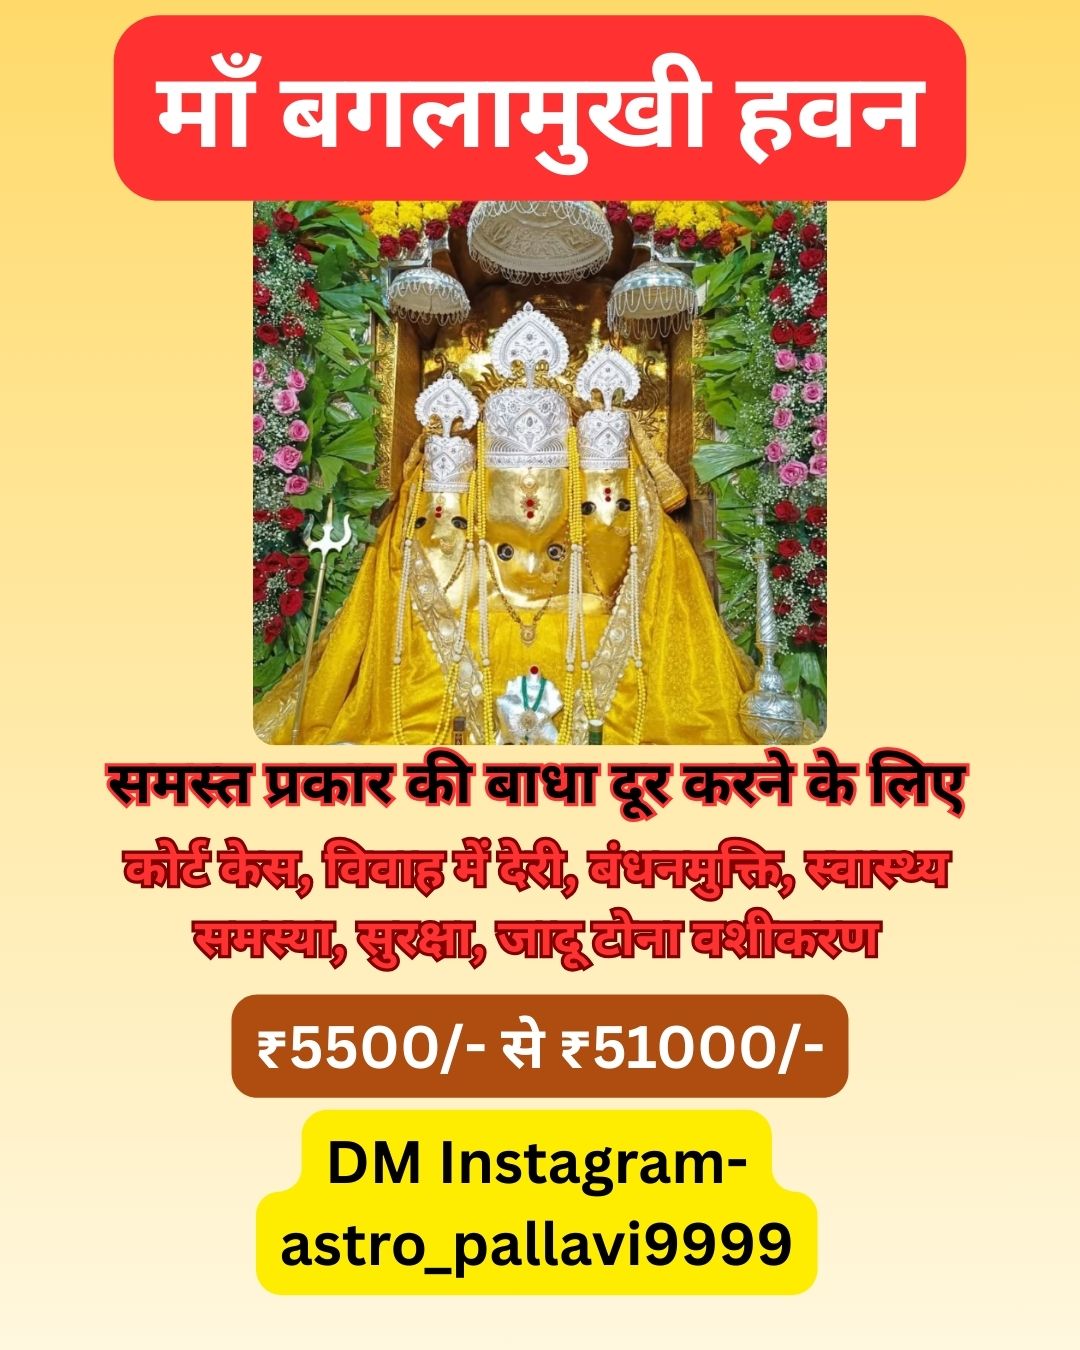 माँ बगलामुखी हवन
समस्त प्रकार की बाधा दूर करने के लिए
कोर्ट केस, विवाह में देरी, बंधनमुक्ति, स्वास्थ्य
समस्या, सुरक्षा, जादू टोना वशीकरण
₹5500/- से ₹51000/-
DM Instagram-
astro_pallavi9999